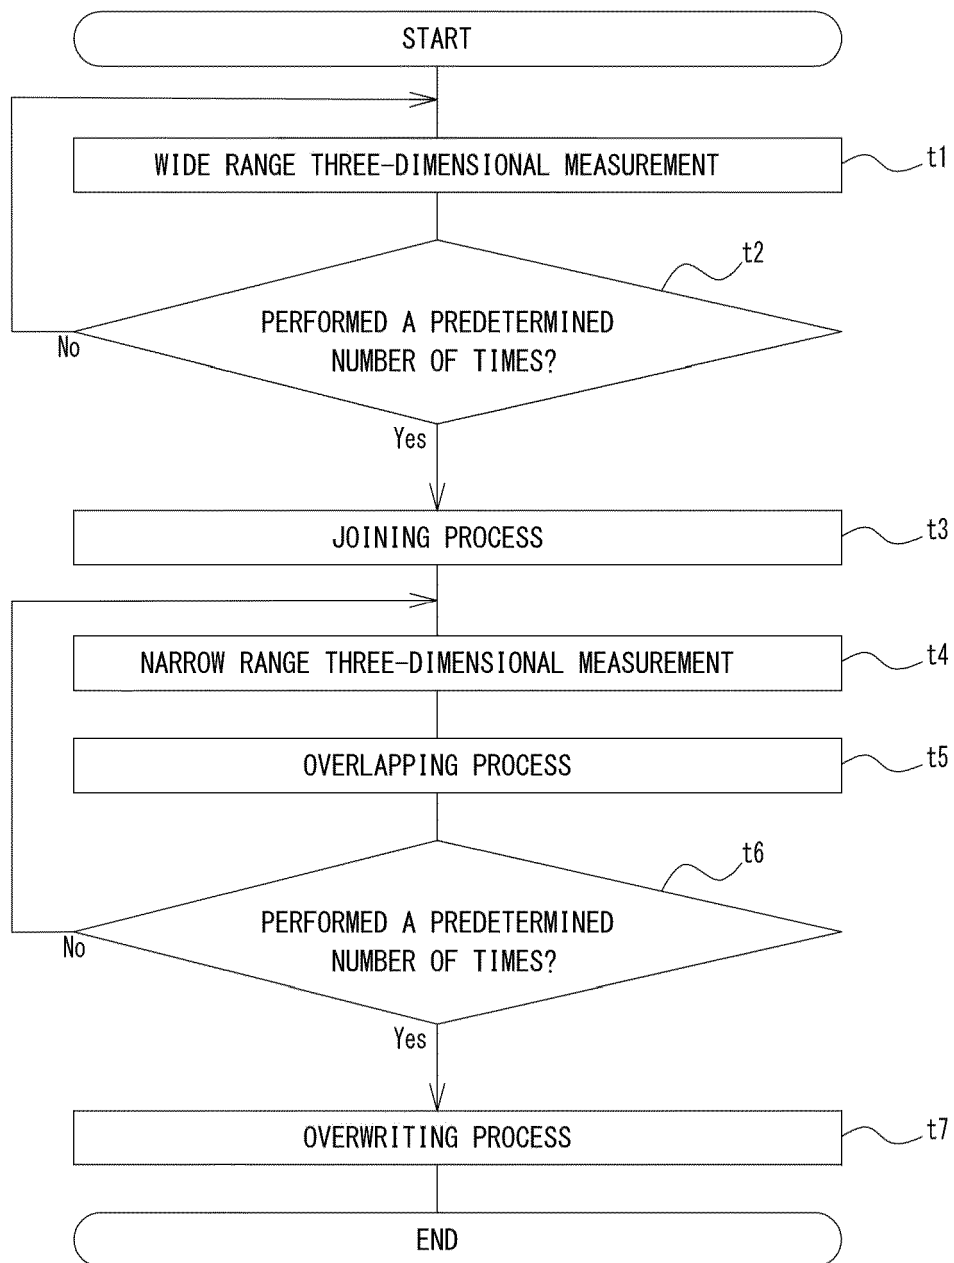 START
WIDE RANGE THREE-DIMENSIONAL MEASUREMENT
t1
t2
PERFORMED A PREDETERMINED
NUMBER OF TIMES?
No
Yes
JOINING PROCESS
t3
NARROW RANGE THREE-DIMENSIONAL MEASUREMENT
t4
OVERLAPPING PROCESS
t5
t6
PERFORMED A PREDETERMINED
NUMBER OF TIMES?
No
Yes
OVERWRITING PROCESS
t7
END